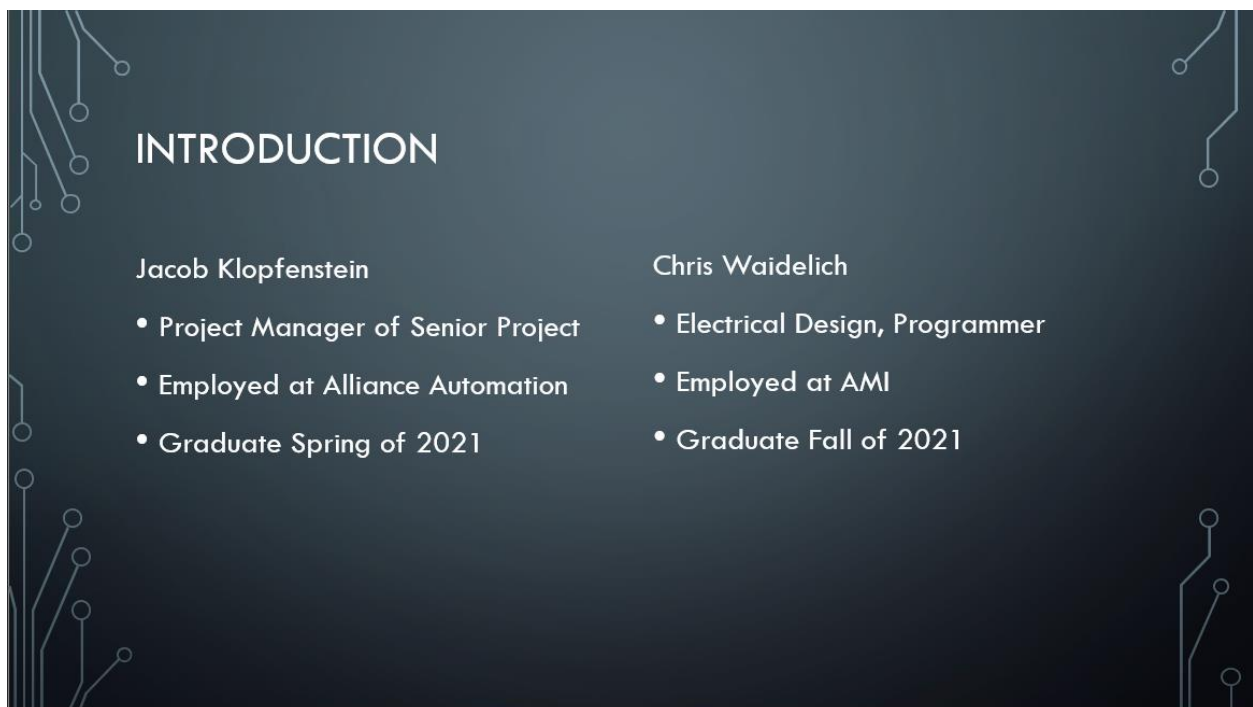 INTRODUCTION
Jacob Klopfenstein
• Project Manager of Senior Project
• Employed at Alliance Automation
• Graduate Spring of 2021
Chris Waidelich
• Electrical Design, Programmer
• Employed at AMI
• Graduate Fall of 2021